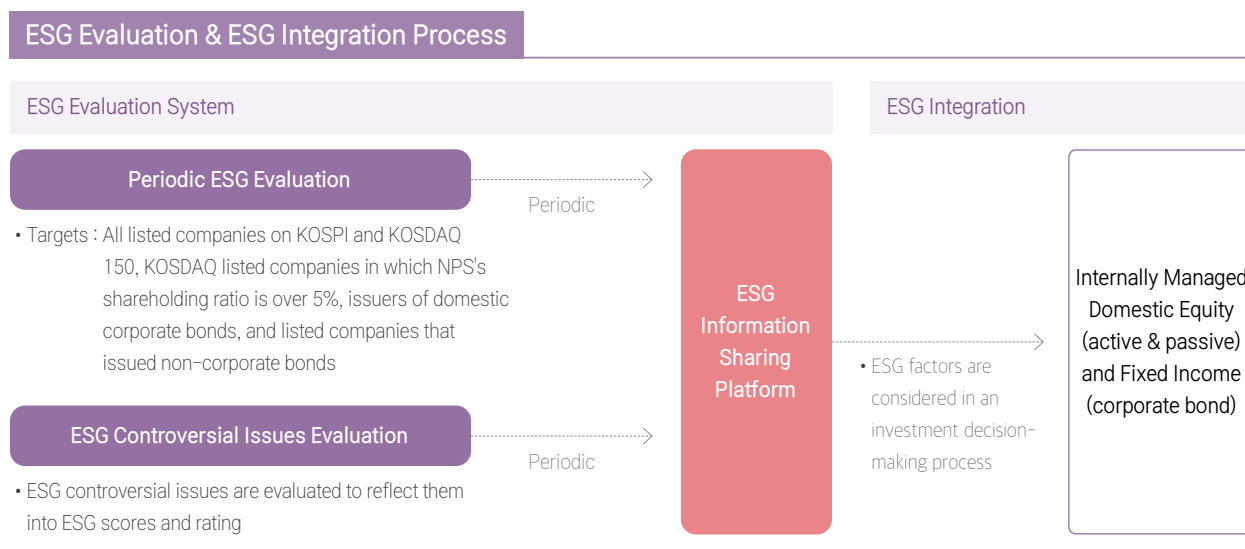 ESG Evaluation & ESG Integration Process
ESG Evaluation System
ESG Integration
Periodic ESG Evaluation
Periodic
• Targets : All listed companies on KOSPI and KOSDAQ
150, KOSDAQ listed companies in which NPS's
shareholding ratio is over 5%, issuers of domestic
corporate bonds, and listed companies that
issued non-corporate bonds
ESG Controversial Issues Evaluation
Periodic
• ESG controversial issues are evaluated to reflect them
into ESG scores and rating
ESG
Information
Sharing
Platform
• ESG factors are
considered in an
investment decision-
making process
Internally Managed
Domestic Equity
(active & passive)
and Fixed Income
(corporate bond)